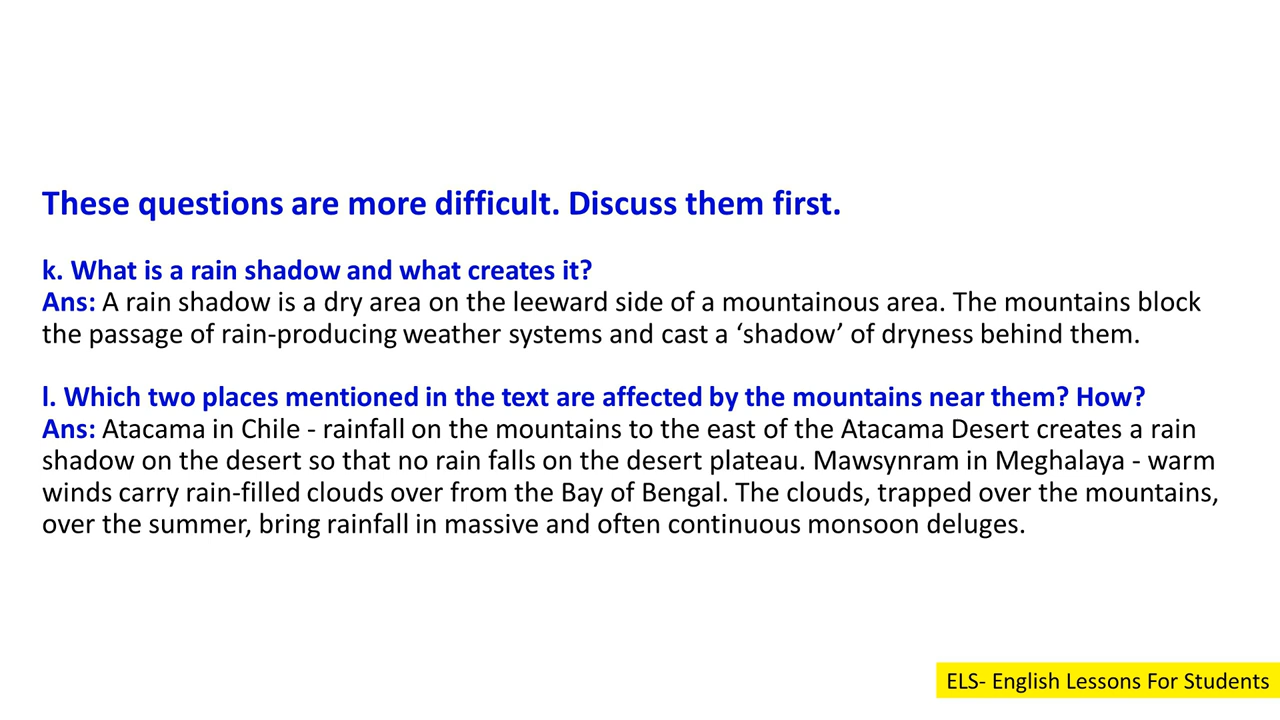 These questions are more difficult. Discuss them first.
k. What is a rain shadow and what creates it?
Ans: A rain shadow is a dry area on the leeward side of a mountainous area. The mountains block
the passage of rain-producing weather systems and cast a ‘shadow’ of dryness behind them.
l. Which two places mentioned in the text are affected by the mountains near them? How?
Ans: Atacama in Chile - rainfall on the mountains to the east of the Atacama Desert creates a rain
shadow on the desert so that no rain falls on the desert plateau. Mawsynram in Meghalaya - warm
winds carry rain-filled clouds over from the Bay of Bengal. The clouds, trapped over the mountains,
over the summer, bring rainfall in massive and often continuous monsoon deluges.
ELS- English Lessons For Students